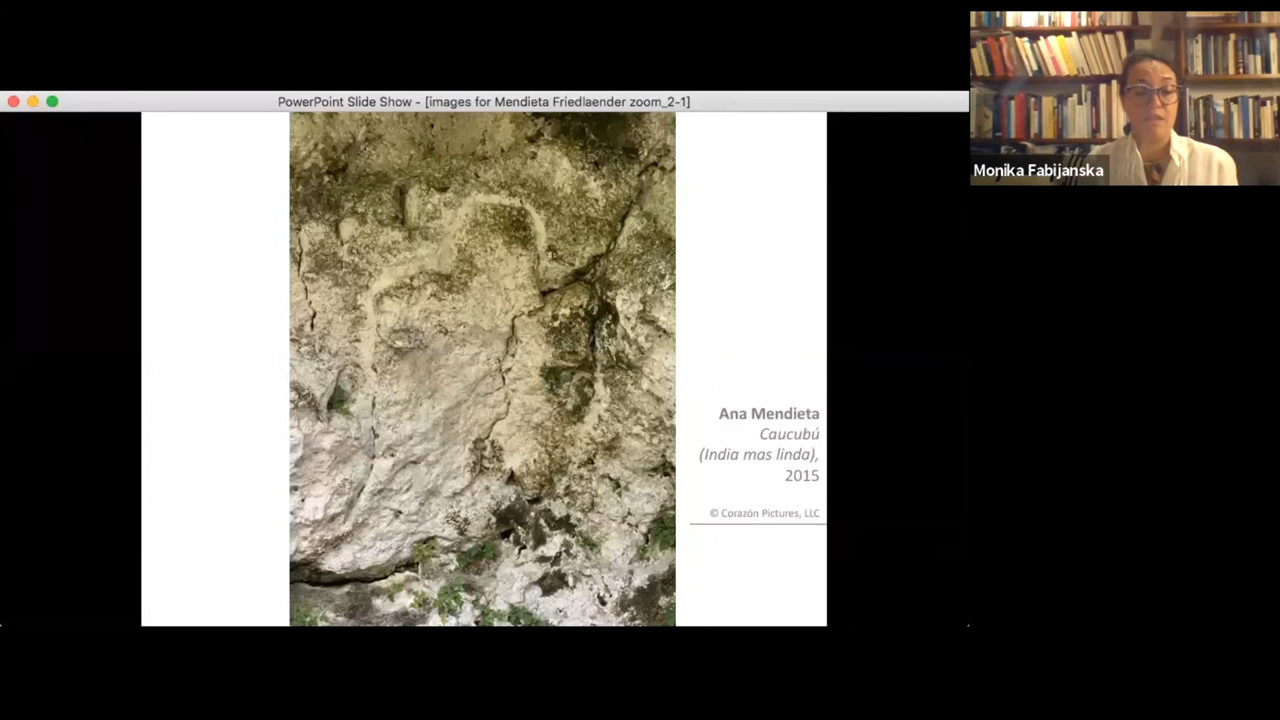 PowerPoint Slide Show - [images for Mendieta Friedlaender zoom_2-1]
Monika Fabijanska
Ana Mendieta
Caucubú
(India mas linda),
2015
© Corazón Pictures, LLC